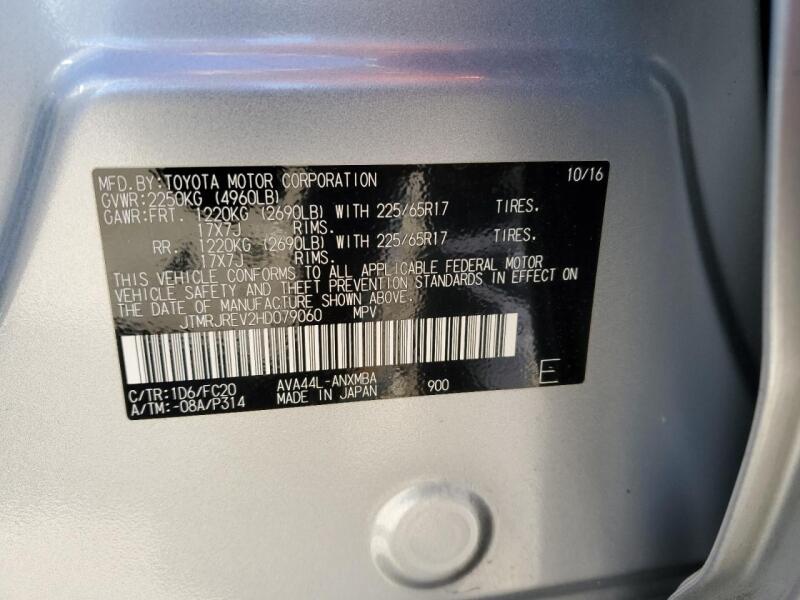 MFD.BY:TOYOTA MOTOR CORPORATION 10/16
GVWR:2250KG (4960LB)
GAWR:FRT. 1220KG (2690LB) WITH 225/65R17 TIRES.
17X7J RIMS.
RR. 1220KG (2690LB) WITH 225/65R17 TIRES.
17X7J RIMS.
THIS VEHICLE CONFORMS TO ALL APPLICABLE FEDERAL MOTOR
VEHICLE SAFETY AND THEFT PREVENTION STANDARDS IN EFFECT ON
THE DATE OF MANUFACTURE SHOWN ABOVE.
JTMRJREV2HD079060 MPV
C/TR:1D6/FC20 AVA44L-ANXMBA 900 E
A/TM:-08A/P314 MADE IN JAPAN